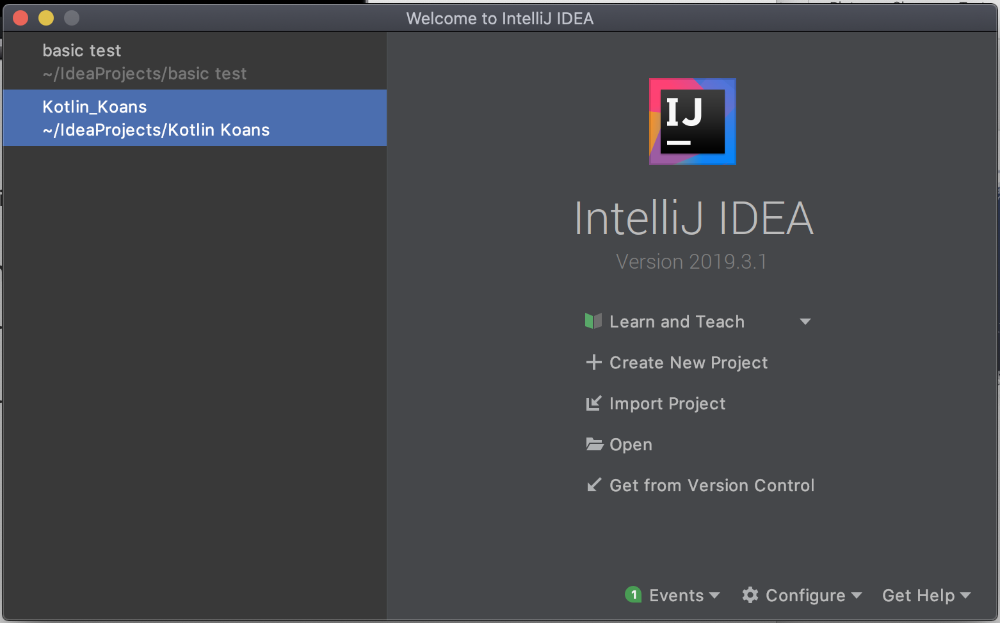 Welcome to IntelliJ IDEA
basic test
~/IdeaProjects/basic test
Kotlin_Koans
~/IdeaProjects/Kotlin Koans
IJ
IntelliJ IDEA
Version 2019.3.1
Learn and Teach
Create New Project
Import Project
Open
Get from Version Control
1 Events
Configure
Get Help